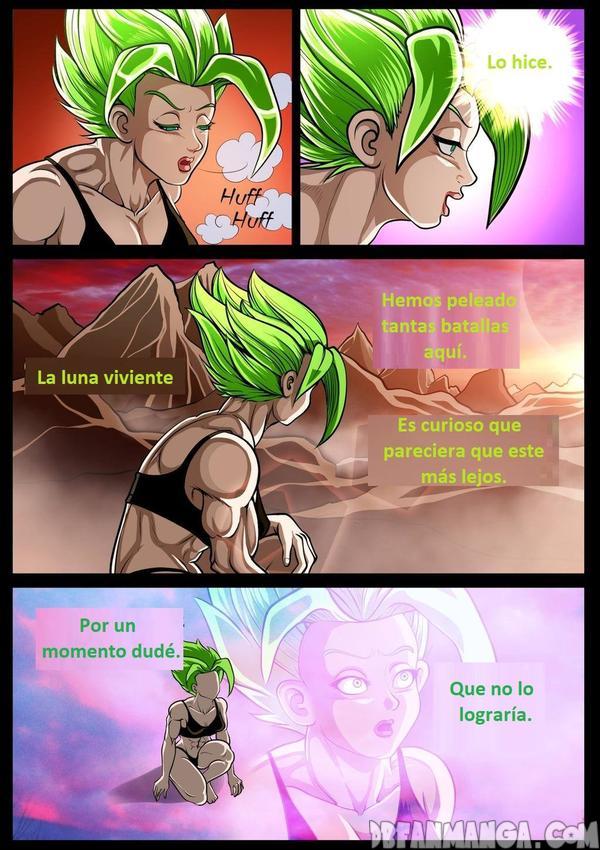 Huff
Huff
Lo hice.
Hemos peleado
tantas batallas
aquí.
La luna viviente
Es curioso que
pareciera que este
más lejos.
Por un
momento dudé.
Que no lo
lograría.
DBFANMANGA.COM